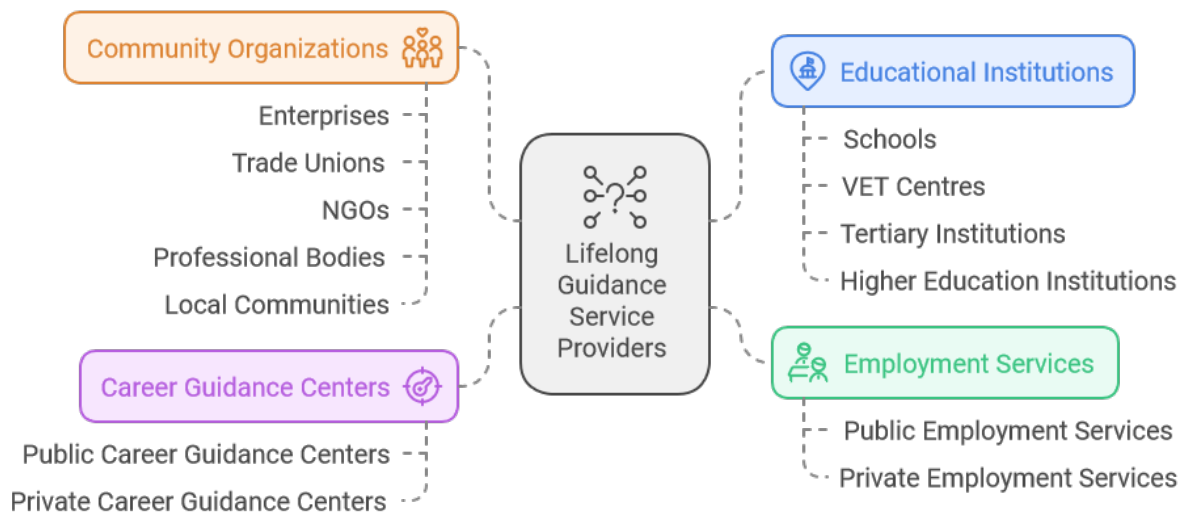 Community Organizations
Enterprises
Trade Unions
NGOs
Professional Bodies
Local Communities
Career Guidance Centers
Public Career Guidance Centers
Private Career Guidance Centers
Lifelong
Guidance
Service
Providers
Educational Institutions
Schools
VET Centres
Tertiary Institutions
Higher Education Institutions
Employment Services
Public Employment Services
Private Employment Services